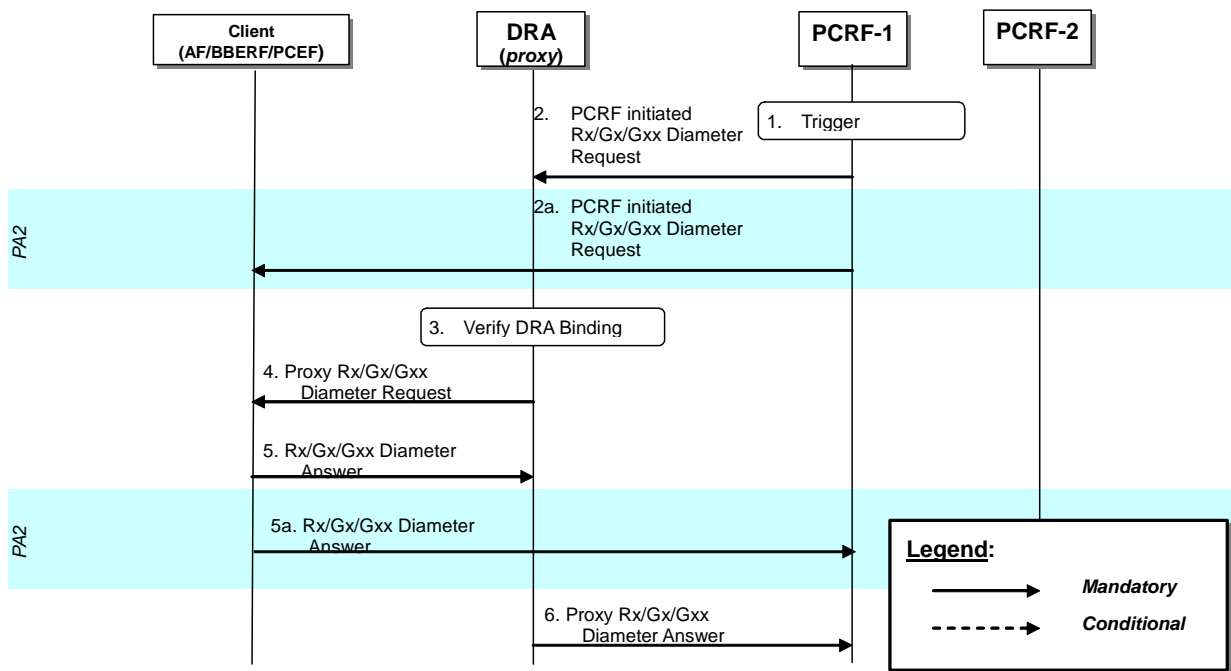 Client
(AF/BBERF/PCEF)
DRA
(proxy)
PCRF-1
PCRF-2
1. Trigger
2. PCRF initiated
Rx/Gx/Gxx Diameter
Request
PA2
2a. PCRF initiated
Rx/Gx/Gxx Diameter
Request
3. Verify DRA Binding
4. Proxy Rx/Gx/Gxx
Diameter Request
5. Rx/Gx/Gxx Diameter
Answer
PA2
5a. Rx/Gx/Gxx Diameter
Answer
6. Proxy Rx/Gx/Gxx
Diameter Answer
Legend:
Mandatory
Conditional